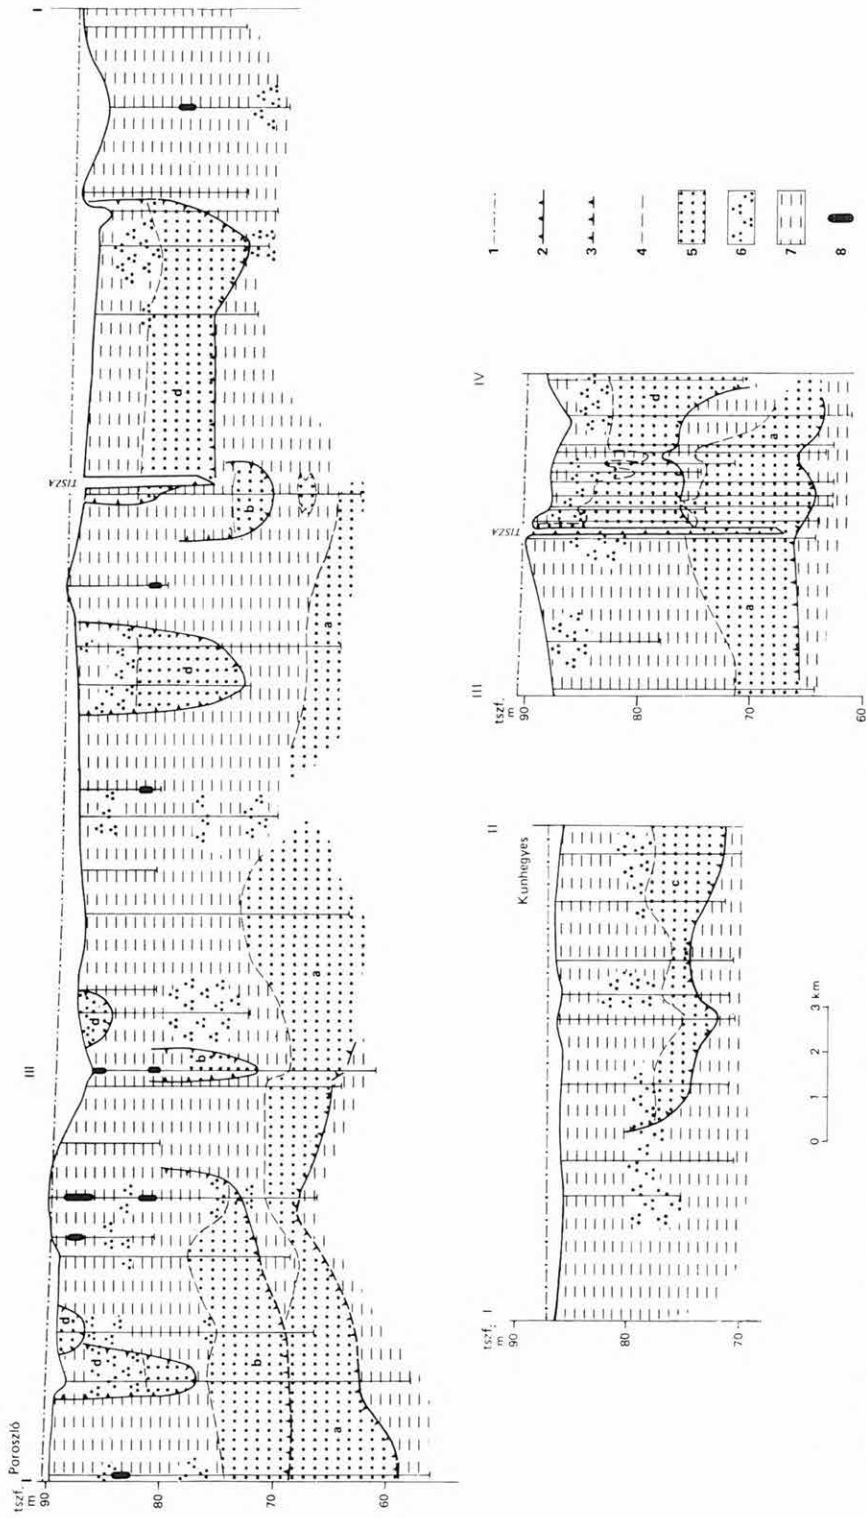 Poroszló
I
III
I
tszf.
m
90
80
70
60
TISZA
d
d
b
a
b
d
d
a
b
d
a
d
Kunhegyes
I
II
tszf.
m
90
80
70
c
0 1 2 3 km
III
IV
tszf.
m
90
80
70
60
TISZA
d
a
a
1
2
3
4
5
6
7
8